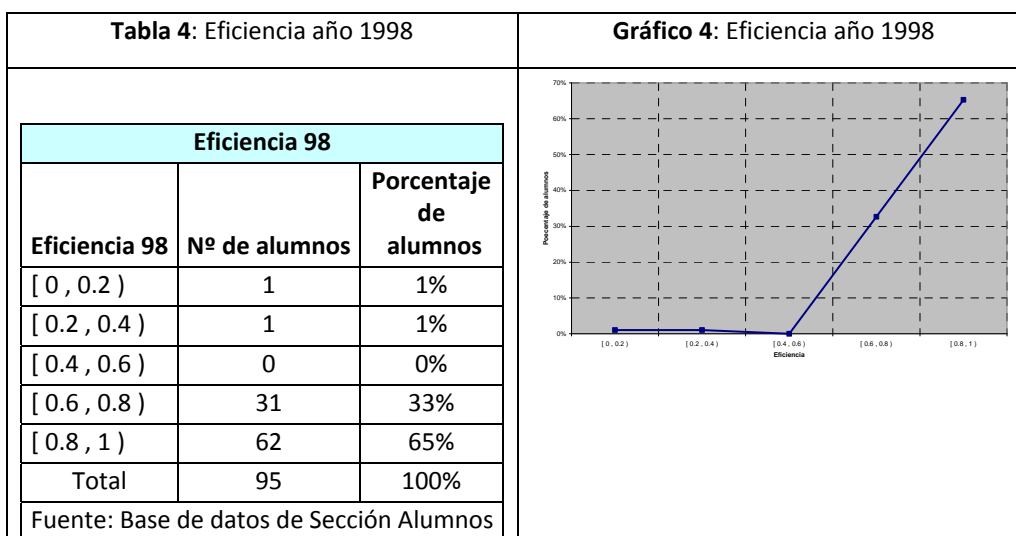 Tabla 4: Eficiencia año 1998
Gráfico 4: Eficiencia año 1998
Eficiencia 98
Eficiencia 98 Nº de alumnos Porcentaje de alumnos
[ 0 , 0.2 ) 1 1%
[ 0.2 , 0.4 ) 1 1%
[ 0.4 , 0.6 ) 0 0%
[ 0.6 , 0.8 ) 31 33%
[ 0.8 , 1 ) 62 65%
Total 95 100%
Fuente: Base de datos de Sección Alumnos
70%
60%
50%
40%
30%
20%
10%
0%
Poecentaje de alumnos
[ 0 , 0.2 ) [ 0.2 , 0.4 ) [ 0.4 , 0.6 ) [ 0.6 , 0.8 ) [ 0.8 , 1 )
Eficiencia